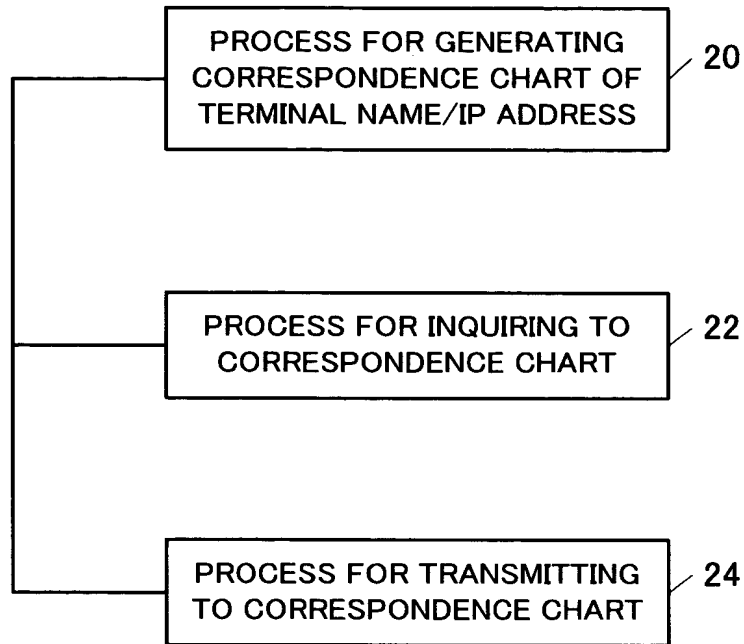 PROCESS FOR GENERATING
CORRESPONDENCE CHART OF
TERMINAL NAME/IP ADDRESS
20
PROCESS FOR INQUIRING TO
CORRESPONDENCE CHART
22
PROCESS FOR TRANSMITTING
TO CORRESPONDENCE CHART
24